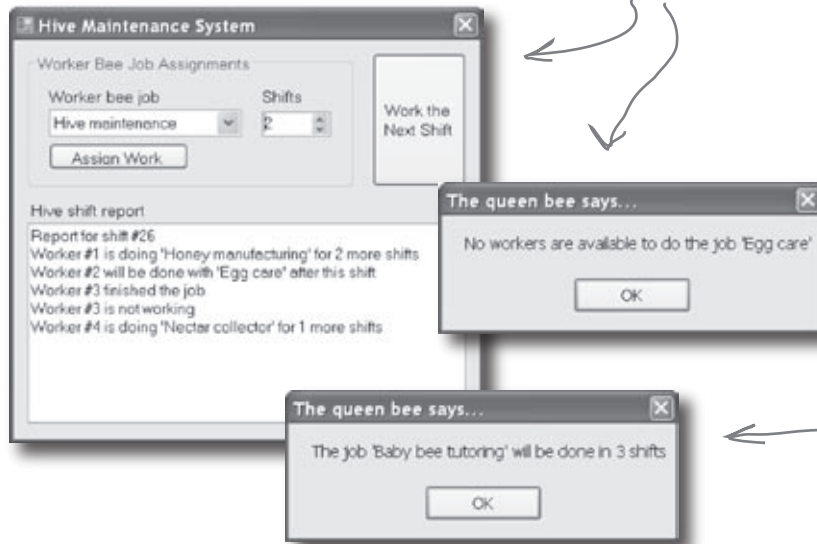 Hive Maintenance System
Worker Bee Job Assignments
Worker bee job
Shifts
Hive maintenance
2
Assign Work
Work the
Next Shift
Hive shift report
Report for shift #26
Worker #1 is doing 'Honey manufacturing' for 2 more shifts
Worker #2 will be done with 'Egg care' after this shift
Worker #3 finished the job
Worker #3 is not working
Worker #4 is doing 'Nectar collector' for 1 more shifts
The queen bee says...
No workers are available to do the job 'Egg care'
OK
The queen bee says...
The job 'Baby bee tutoring' will be done in 3 shifts
OK